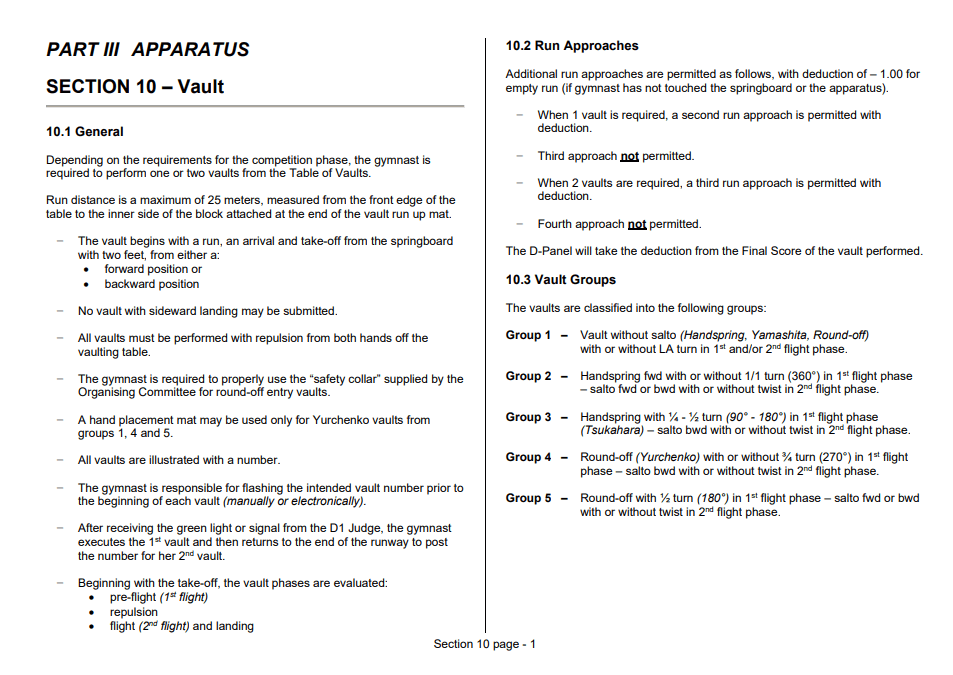 PART III APPARATUS
SECTION 10 – Vault
10.1 General
Depending on the requirements for the competition phase, the gymnast is
required to perform one or two vaults from the Table of Vaults.
Run distance is a maximum of 25 meters, measured from the front edge of the
table to the inner side of the block attached at the end of the vault run up mat.
– The vault begins with a run, an arrival and take-off from the springboard
with two feet, from either a:
• forward position or
• backward position
– No vault with sideward landing may be submitted.
– All vaults must be performed with repulsion from both hands off the
vaulting table.
– The gymnast is required to properly use the “safety collar” supplied by the
Organising Committee for round-off entry vaults.
– A hand placement mat may be used only for Yurchenko vaults from
groups 1, 4 and 5.
– All vaults are illustrated with a number.
– The gymnast is responsible for flashing the intended vault number prior to
the beginning of each vault (manually or electronically).
– After receiving the green light or signal from the D1 Judge, the gymnast
executes the 1st vault and then returns to the end of the runway to post
the number for her 2nd vault.
– Beginning with the take-off, the vault phases are evaluated:
• pre-flight (1st flight)
• repulsion
• flight (2nd flight) and landing
10.2 Run Approaches
Additional run approaches are permitted as follows, with deduction of – 1.00 for
empty run (if gymnast has not touched the springboard or the apparatus).
– When 1 vault is required, a second run approach is permitted with
deduction.
– Third approach not permitted.
– When 2 vaults are required, a third run approach is permitted with
deduction.
– Fourth approach not permitted.
The D-Panel will take the deduction from the Final Score of the vault performed.
10.3 Vault Groups
The vaults are classified into the following groups:
Group 1 – Vault without salto (Handspring, Yamashita, Round-off)
with or without LA turn in 1st and/or 2nd flight phase.
Group 2 – Handspring fwd with or without 1/1 turn (360°) in 1st flight phase
– salto fwd or bwd with or without twist in 2nd flight phase.
Group 3 – Handspring with ¼ - ½ turn (90° - 180°) in 1st flight phase
(Tsukahara) – salto bwd with or without twist in 2nd flight phase.
Group 4 – Round-off (Yurchenko) with or without ¾ turn (270°) in 1st flight
phase – salto bwd with or without twist in 2nd flight phase.
Group 5 – Round-off with ½ turn (180°) in 1st flight phase – salto fwd or bwd
with or without twist in 2nd flight phase.
Section 10 page - 1